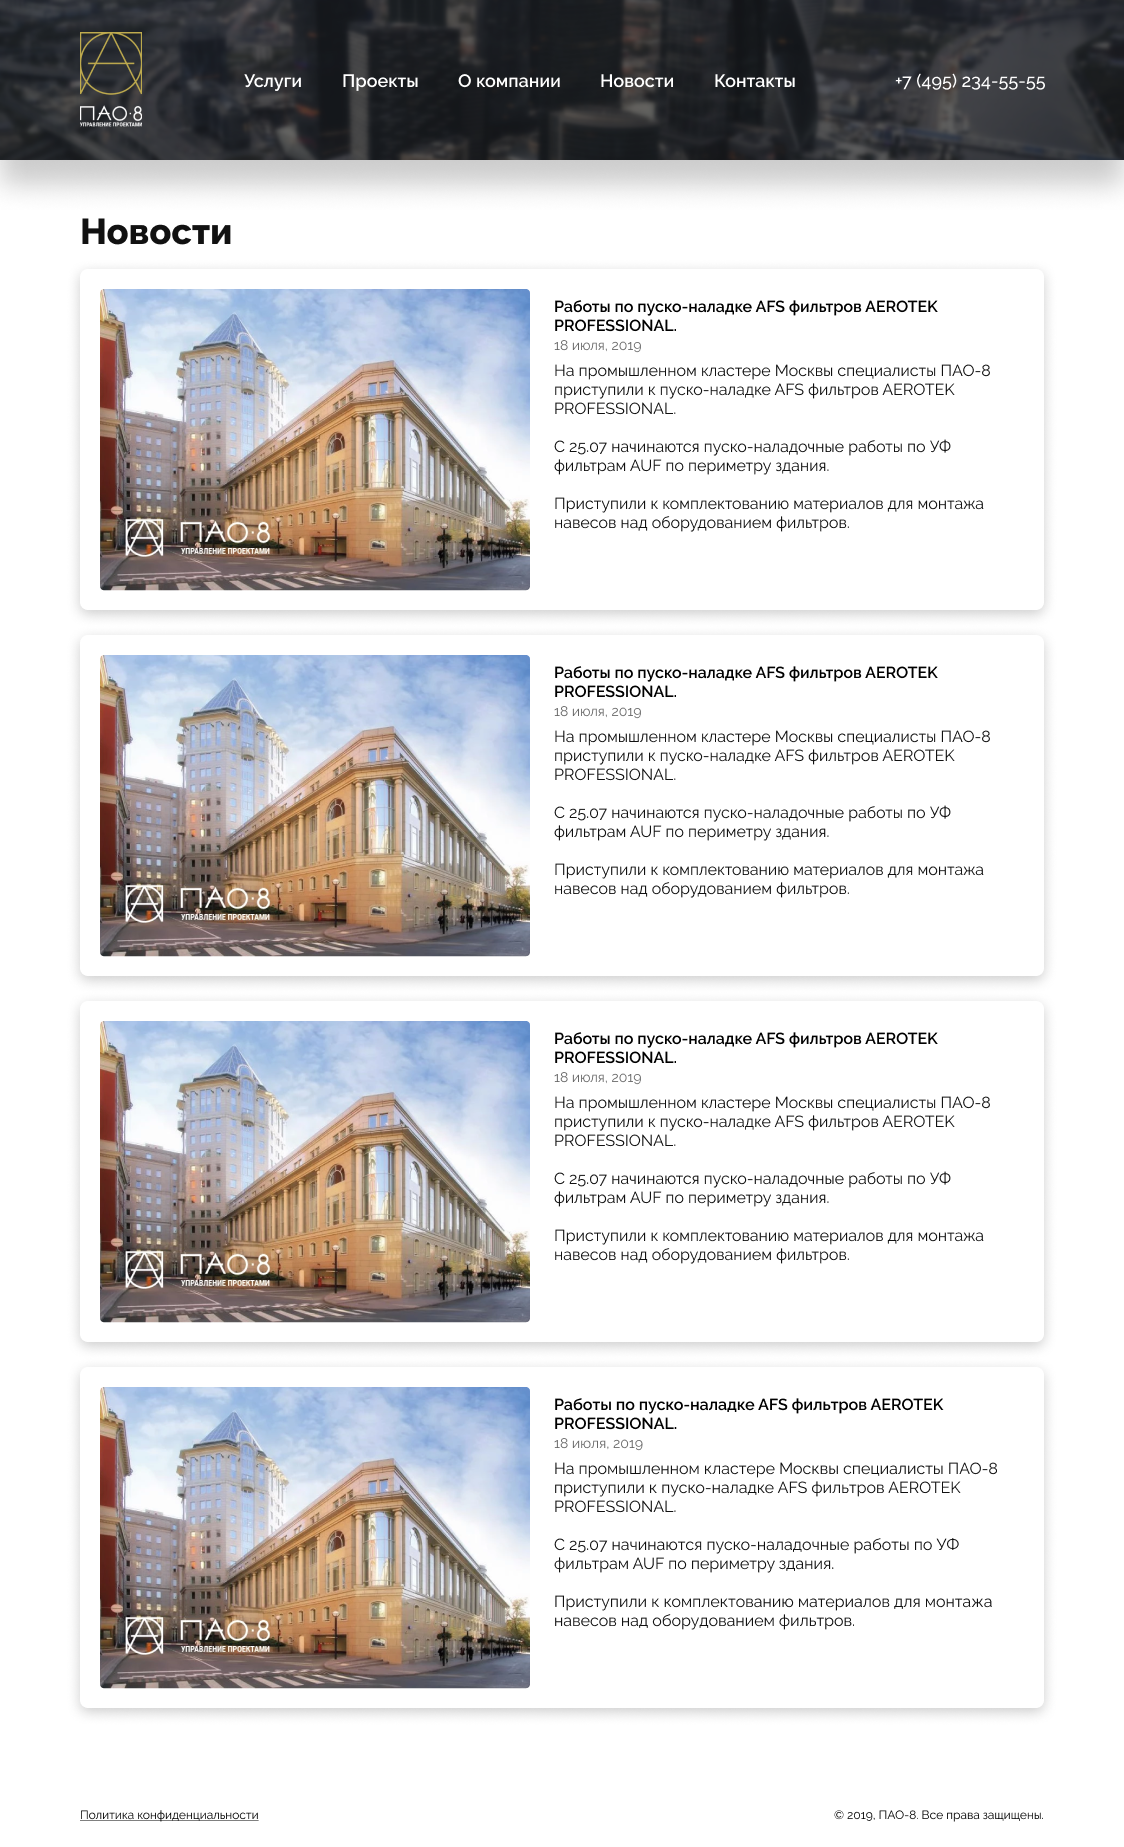 ПАО·8
УПРАВЛЕНИЕ ПРОЕКТАМИ
Услуги
Проекты
О компании
Новости
Контакты
+7 (495) 234-55-55
Новости
ПАО·8
УПРАВЛЕНИЕ ПРОЕКТАМИ
Работы по пуско-наладке AFS фильтров AEROTEK
PROFESSIONAL.
18 июля, 2019
На промышленном кластере Москвы специалисты ПАО-8
приступили к пуско-наладке AFS фильтров AEROTEK
PROFESSIONAL.
С 25.07 начинаются пуско-наладочные работы по УФ
фильтрам AUF по периметру здания.
Приступили к комплектованию материалов для монтажа
навесов над оборудованием фильтров.
ПАО·8
УПРАВЛЕНИЕ ПРОЕКТАМИ
Работы по пуско-наладке AFS фильтров AEROTEK
PROFESSIONAL.
18 июля, 2019
На промышленном кластере Москвы специалисты ПАО-8
приступили к пуско-наладке AFS фильтров AEROTEK
PROFESSIONAL.
С 25.07 начинаются пуско-наладочные работы по УФ
фильтрам AUF по периметру здания.
Приступили к комплектованию материалов для монтажа
навесов над оборудованием фильтров.
ПАО·8
УПРАВЛЕНИЕ ПРОЕКТАМИ
Работы по пуско-наладке AFS фильтров AEROTEK
PROFESSIONAL.
18 июля, 2019
На промышленном кластере Москвы специалисты ПАО-8
приступили к пуско-наладке AFS фильтров AEROTEK
PROFESSIONAL.
С 25.07 начинаются пуско-наладочные работы по УФ
фильтрам AUF по периметру здания.
Приступили к комплектованию материалов для монтажа
навесов над оборудованием фильтров.
ПАО·8
УПРАВЛЕНИЕ ПРОЕКТАМИ
Работы по пуско-наладке AFS фильтров AEROTEK
PROFESSIONAL.
18 июля, 2019
На промышленном кластере Москвы специалисты ПАО-8
приступили к пуско-наладке AFS фильтров AEROTEK
PROFESSIONAL.
С 25.07 начинаются пуско-наладочные работы по УФ
фильтрам AUF по периметру здания.
Приступили к комплектованию материалов для монтажа
навесов над оборудованием фильтров.
Политика конфиденциальности
© 2019, ПАО-8. Все права защищены.